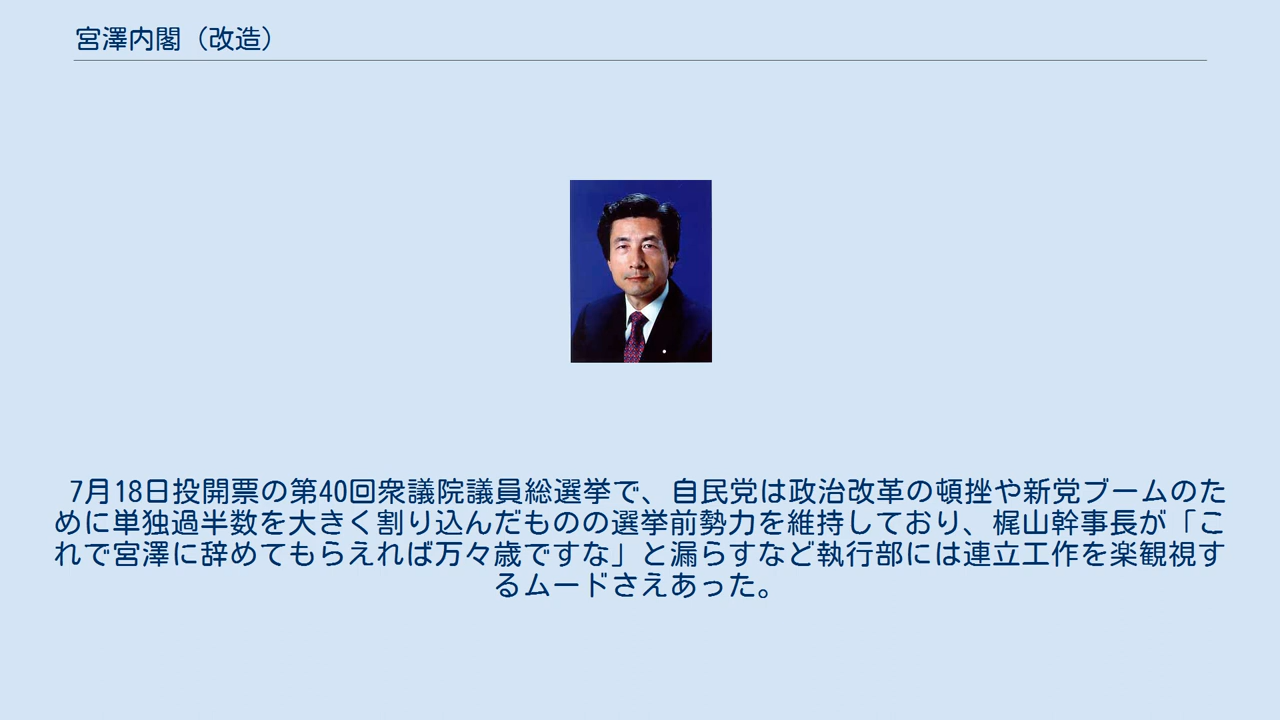 宮澤内閣（改造）
7月18日投開票の第40回衆議院議員総選挙で、自民党は政治改革の頓挫や新党ブームのた
めに単独過半数を大きく割り込んだものの選挙前勢力を維持しており、梶山幹事長が「こ
れで宮澤に辞めてもらえれば万々歳ですな」と漏らすなど執行部には連立工作を楽観視す
るムードさえあった。